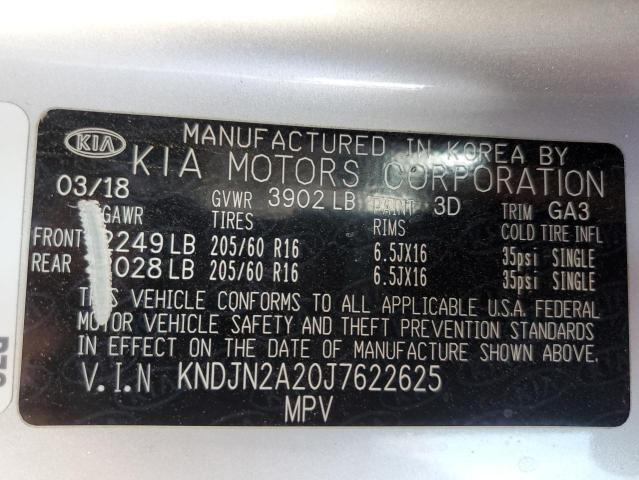 KIA MANUFACTURED IN KOREA BY
KIA MOTORS CORPORATION
03/18 GVWR 3902 LB PAINT 3D TRIM GA3
GAWR TIRES RIMS COLD TIRE INFL
FRONT 2249 LB 205/60 R16 6.5JX16 35psi SINGLE
REAR 028 LB 205/60 R16 6.5JX16 35psi SINGLE
THIS VEHICLE CONFORMS TO ALL APPLICABLE U.S.A. FEDERAL
MOTOR VEHICLE SAFETY AND THEFT PREVENTION STANDARDS
IN EFFECT ON THE DATE OF MANUFACTURE SHOWN ABOVE.
V.I.N KNDJN2A20J7622625
MPV